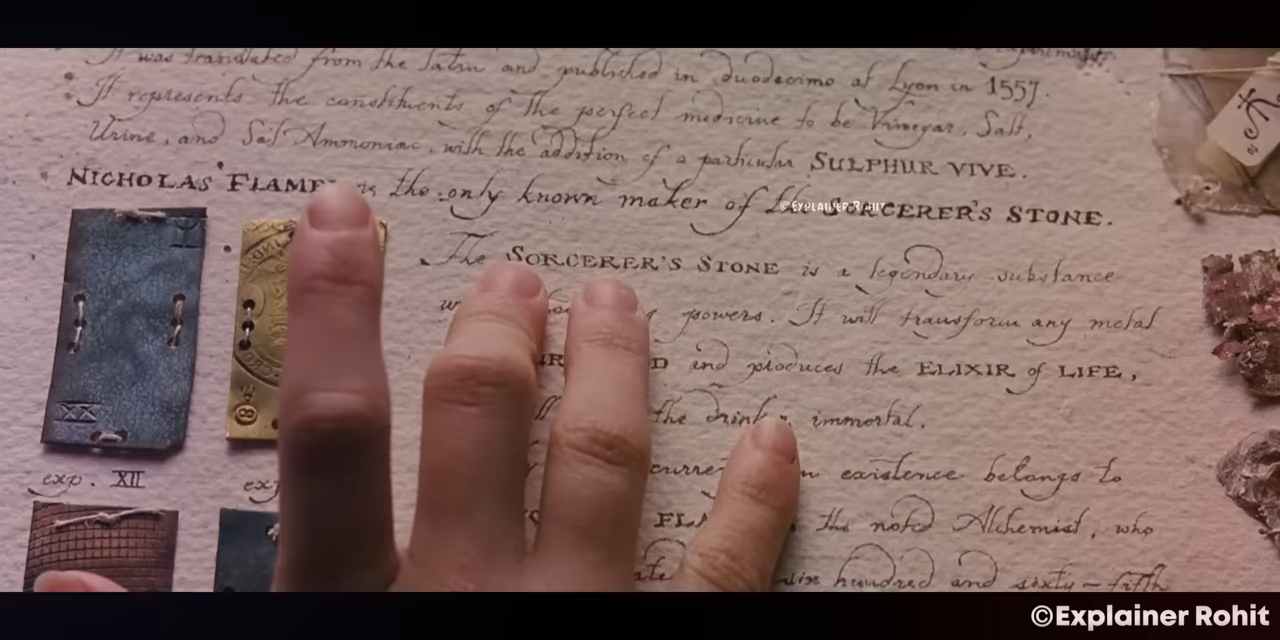 It was translated from the Latin and published in duodecimo at Lyon in 1557.
It represents the constituents of the perfect medicine to be Vinegar, Salt,
Urine, and Sal Ammoniac, with the addition of a particular SULPHUR VIVE.
NICHOLAS FLAMEL is the only known maker of the SORCERER'S STONE.
©EXPLAINER ROHIT
The SORCERER'S STONE is a legendary substance
powers. It will transform any metal
and produces the ELIXIR of LIFE,
the drinker immortal.
existence belongs to
the noted Alchemist, who
hundred and sixty-fifth
XX
8
exp. XII
©Explainer Rohit